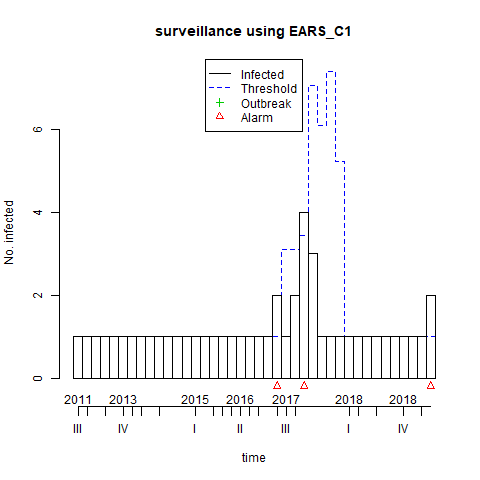 surveillance using EARS_C1
Infected
Threshold
Outbreak
Alarm
No. infected
6
4
2
0
2011 2013 2015 2016 2017 2018 2018
III IV I II III I IV
time